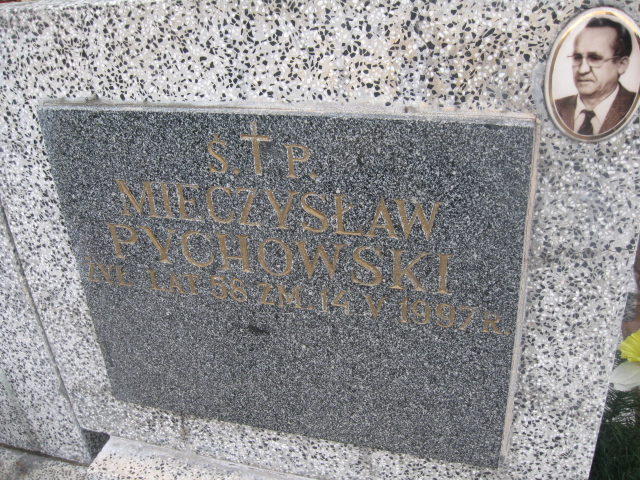 Ś.†P.
MIECZYSŁAW
PYCHOWSKI
ŻYŁ LAT 58 ZM. 14 V 1997 R.